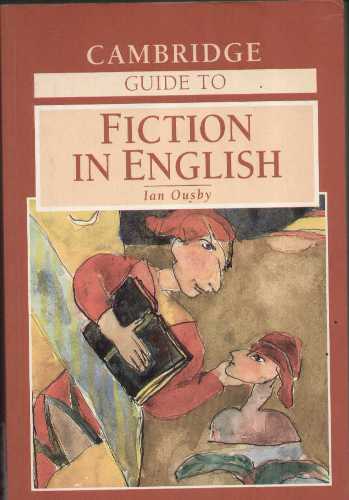 CAMBRIDGE
GUIDE TO
FICTION
IN ENGLISH
Ian Ousby